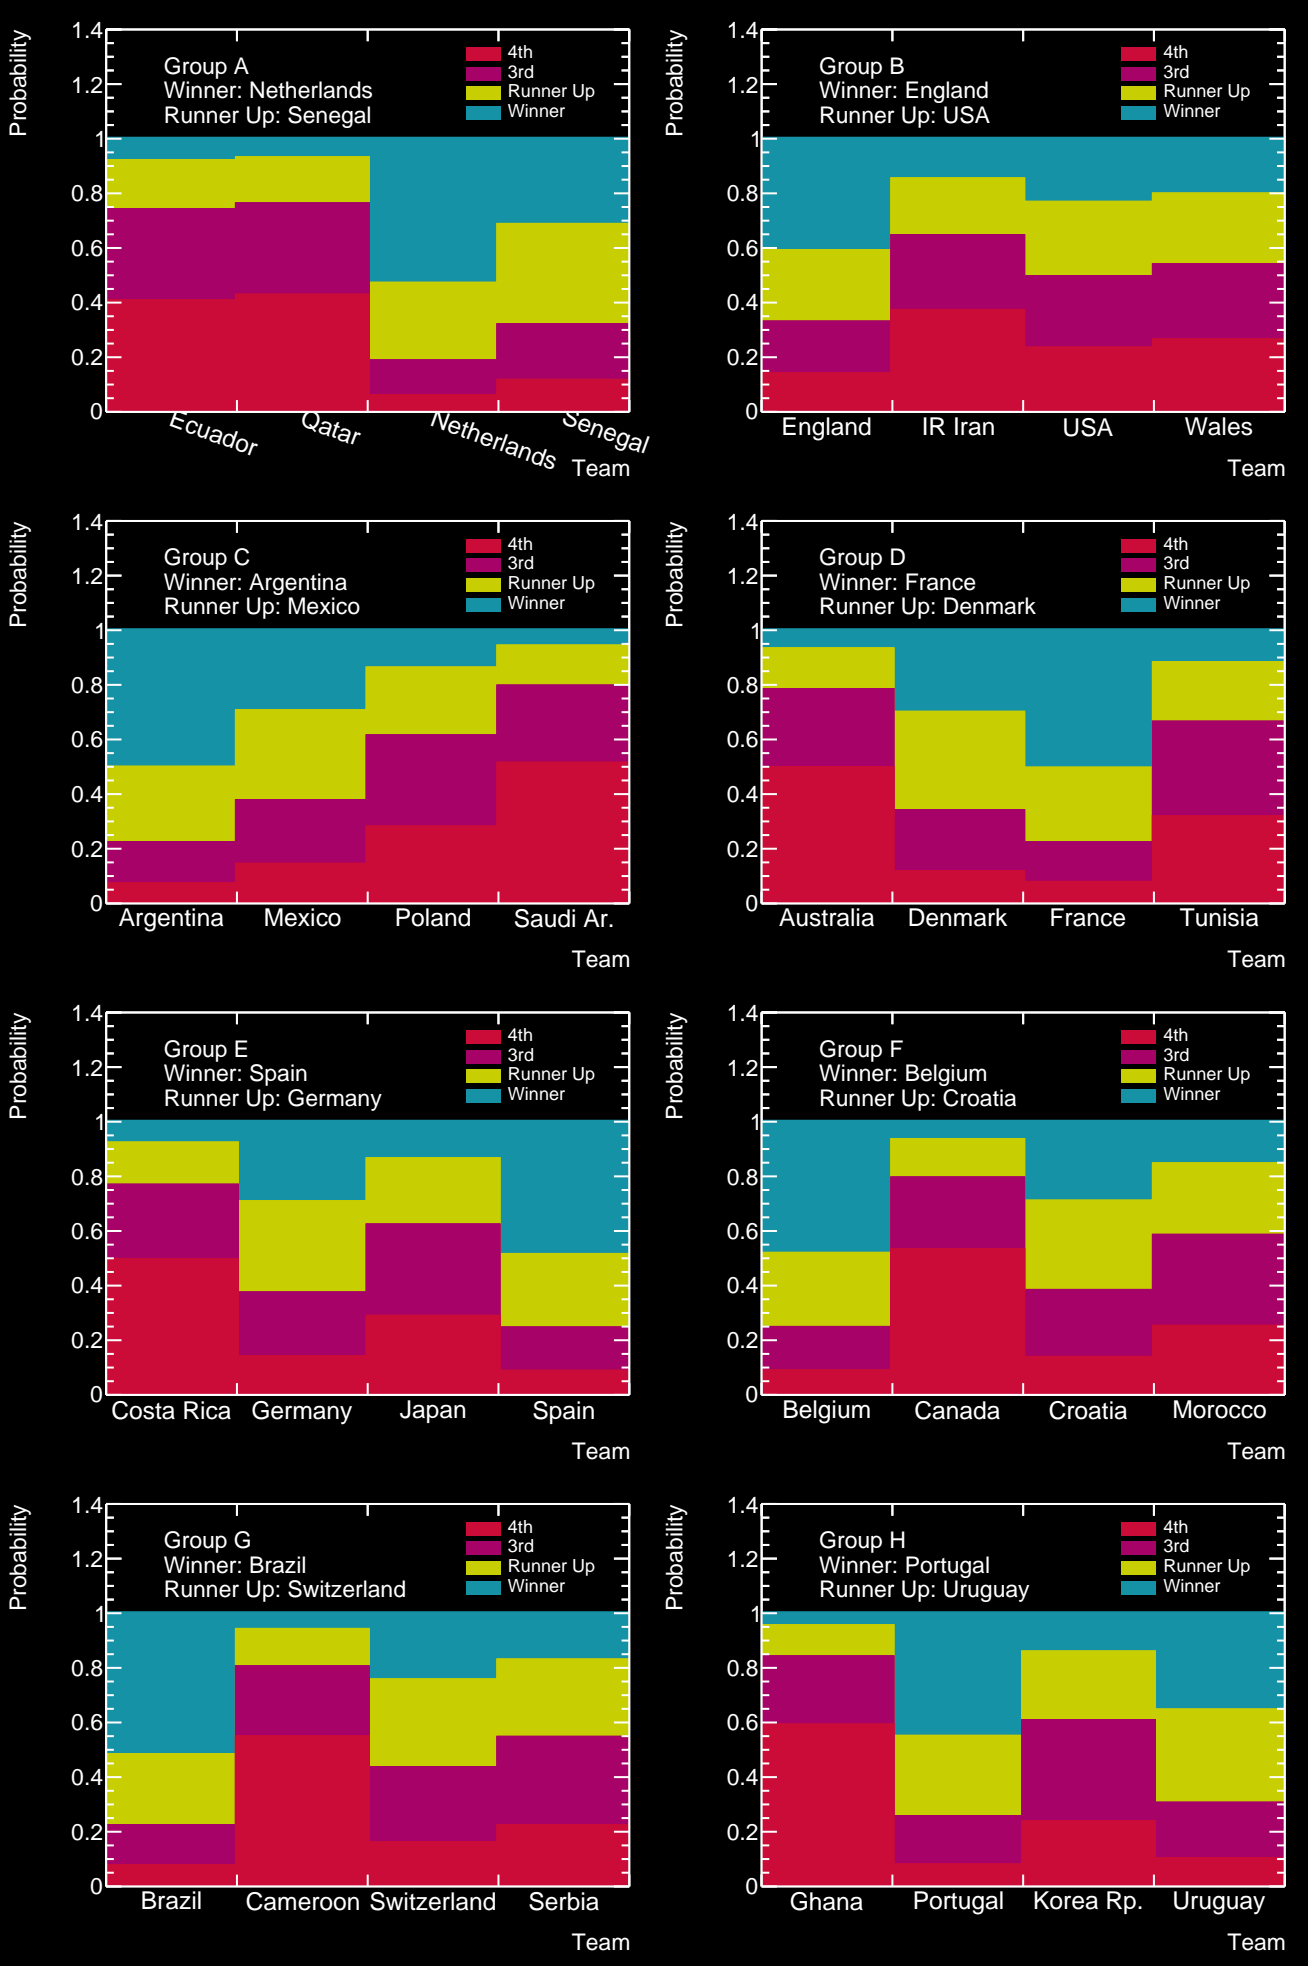 Probability
1.4
1.2
1
0.8
0.6
0.4
0.2
0
Group A
Winner: Netherlands
Runner Up: Senegal
4th
3rd
Runner Up
Winner
Ecuador Qatar Netherlands Senegal
Team
Probability
1.4
1.2
1
0.8
0.6
0.4
0.2
0
Group B
Winner: England
Runner Up: USA
4th
3rd
Runner Up
Winner
England IR Iran USA Wales
Team
Probability
1.4
1.2
1
0.8
0.6
0.4
0.2
0
Group C
Winner: Argentina
Runner Up: Mexico
4th
3rd
Runner Up
Winner
Argentina Mexico Poland Saudi Ar.
Team
Probability
1.4
1.2
1
0.8
0.6
0.4
0.2
0
Group D
Winner: France
Runner Up: Denmark
4th
3rd
Runner Up
Winner
Australia Denmark France Tunisia
Team
Probability
1.4
1.2
1
0.8
0.6
0.4
0.2
0
Group E
Winner: Spain
Runner Up: Germany
4th
3rd
Runner Up
Winner
Costa Rica Germany Japan Spain
Team
Probability
1.4
1.2
1
0.8
0.6
0.4
0.2
0
Group F
Winner: Belgium
Runner Up: Croatia
4th
3rd
Runner Up
Winner
Belgium Canada Croatia Morocco
Team
Probability
1.4
1.2
1
0.8
0.6
0.4
0.2
0
Group G
Winner: Brazil
Runner Up: Switzerland
4th
3rd
Runner Up
Winner
Brazil Cameroon Switzerland Serbia
Team
Probability
1.4
1.2
1
0.8
0.6
0.4
0.2
0
Group H
Winner: Portugal
Runner Up: Uruguay
4th
3rd
Runner Up
Winner
Ghana Portugal Korea Rp. Uruguay
Team